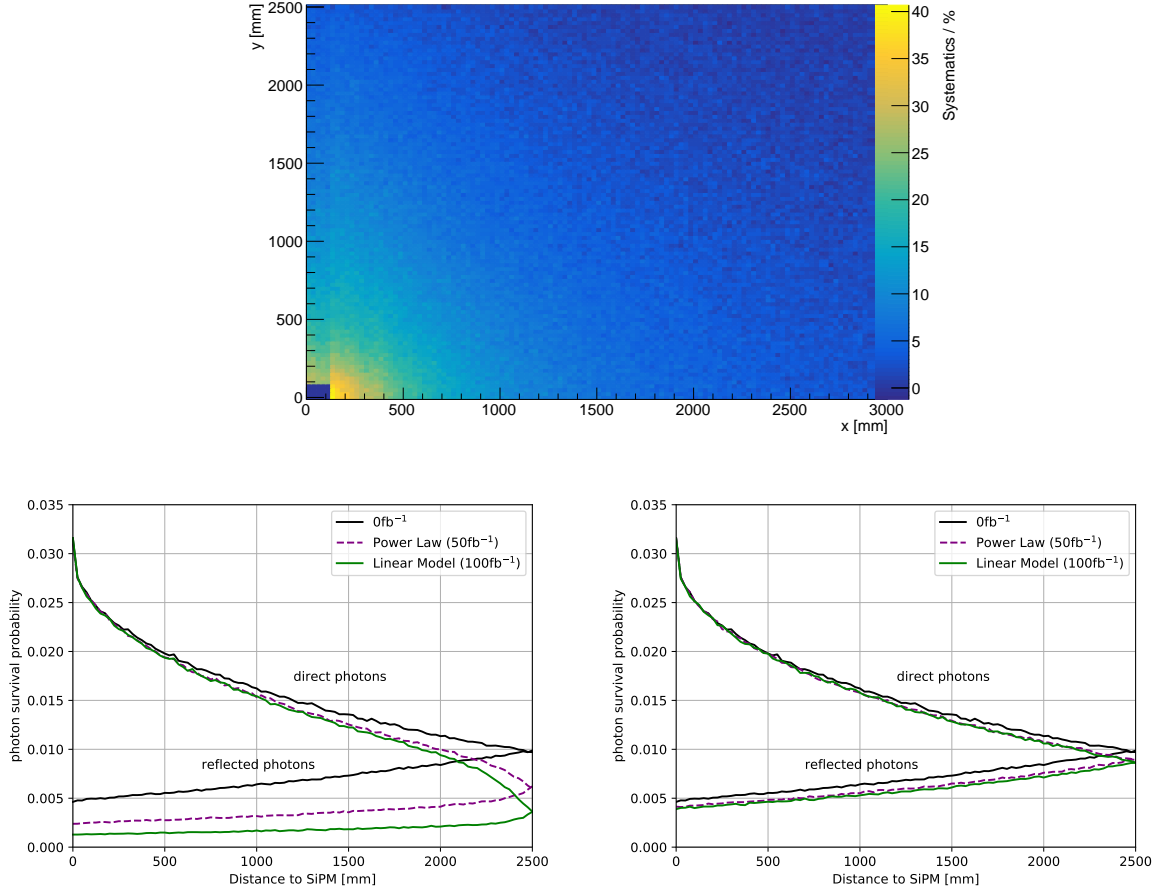 y [mm]
2500
2000
1500
1000
500
0
0 500 1000 1500 2000 2500 3000
x [mm]
40
35
30
25
20
15
10
5
0
Systematics / %
photon survival probability
0.035
0.030
0.025
0.020
0.015
0.010
0.005
0.000
0fb⁻¹
Power Law (50fb⁻¹)
Linear Model (100fb⁻¹)
direct photons
reflected photons
0 500 1000 1500 2000 2500
Distance to SiPM [mm]
photon survival probability
0.035
0.030
0.025
0.020
0.015
0.010
0.005
0.000
0fb⁻¹
Power Law (50fb⁻¹)
Linear Model (100fb⁻¹)
direct photons
reflected photons
0 500 1000 1500 2000 2500
Distance to SiPM [mm]